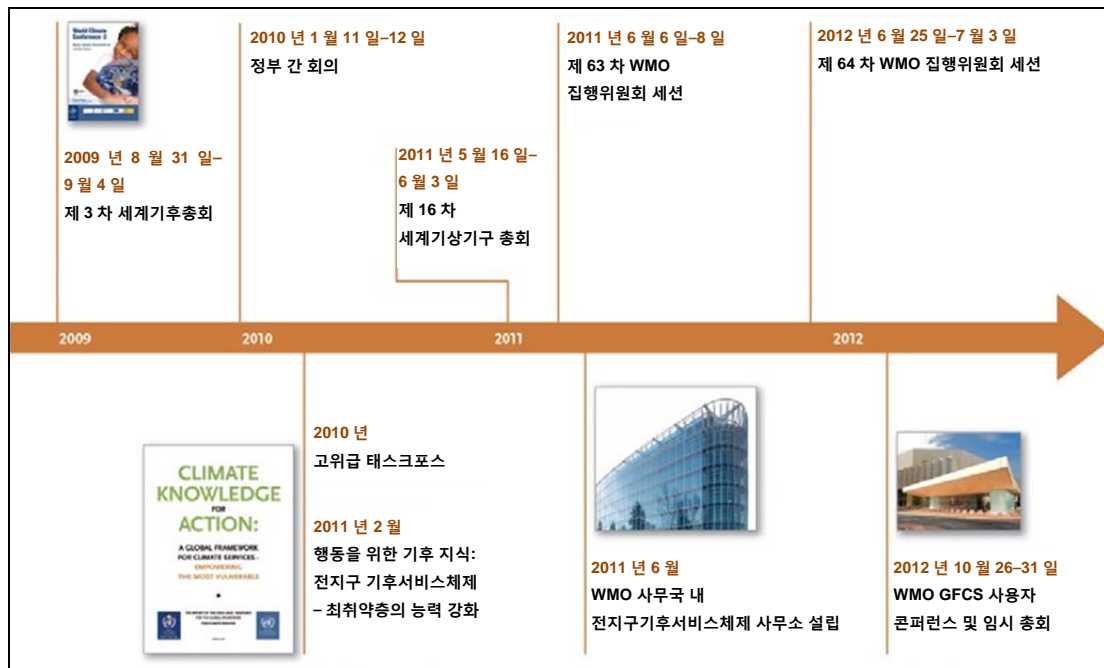 World Climate
Conference-3
2009 년 8 월 31 일–
9 월 4 일
제 3 차 세계기후총회
2010 년 1 월 11 일–12 일
정부 간 회의
2011 년 5 월 16 일–
6 월 3 일
제 16 차
세계기상기구 총회
2011 년 6 월 6 일–8 일
제 63 차 WMO
집행위원회 세션
2012 년 6 월 25 일–7 월 3 일
제 64 차 WMO 집행위원회 세션
2009
2010
2011
2012
CLIMATE
KNOWLEDGE
FOR
ACTION:
A GLOBAL FRAMEWORK
FOR CLIMATE SERVICES –
EMPOWERING
THE MOST VULNERABLE
2010 년
고위급 태스크포스
2011 년 2 월
행동을 위한 기후 지식:
전지구 기후서비스체제
– 최취약층의 능력 강화
2011 년 6 월
WMO 사무국 내
전지구기후서비스체제 사무소 설립
2012 년 10 월 26–31 일
WMO GFCS 사용자
콘퍼런스 및 임시 총회